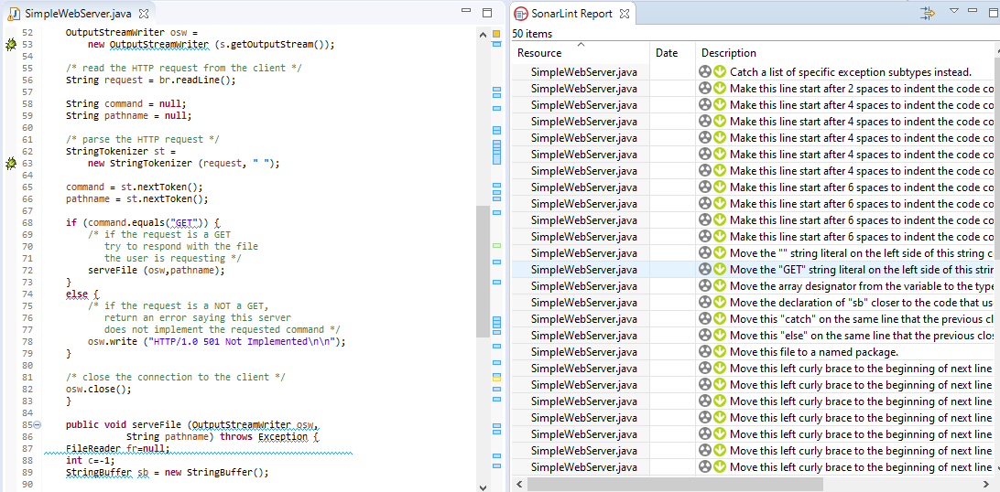 SimpleWebServer.java
52 OutputStreamWriter osw =
53 new OutputStreamWriter (s.getOutputStream());
54
55 /* read the HTTP request from the client */
56 String request = br.readLine();
57
58 String command = null;
59 String pathname = null;
60
61 /* parse the HTTP request */
62 StringTokenizer st =
63 new StringTokenizer (request, " ");
64
65 command = st.nextToken();
66 pathname = st.nextToken();
67
68 if (command.equals("GET")) {
69 /* if the request is a GET
70 try to respond with the file
71 the user is requesting */
72 serveFile (osw,pathname);
73 }
74 else {
75 /* if the request is a NOT a GET,
76 return an error saying this server
77 does not implement the requested command */
78 osw.write ("HTTP/1.0 501 Not Implemented\n\n");
79 }
80
81 /* close the connection to the client */
82 osw.close();
83 }
84
85 public void serveFile (OutputStreamWriter osw,
86 String pathname) throws Exception {
87 FileReader fr=null;
88 int c=-1;
89 StringBuffer sb = new StringBuffer();
90
SonarLint Report
50 items
Resource Date Description
SimpleWebServer.java Catch a list of specific exception subtypes instead.
SimpleWebServer.java Make this line start after 2 spaces to indent the code co
SimpleWebServer.java Make this line start after 4 spaces to indent the code co
SimpleWebServer.java Make this line start after 4 spaces to indent the code co
SimpleWebServer.java Make this line start after 4 spaces to indent the code co
SimpleWebServer.java Make this line start after 4 spaces to indent the code co
SimpleWebServer.java Make this line start after 4 spaces to indent the code co
SimpleWebServer.java Make this line start after 6 spaces to indent the code co
SimpleWebServer.java Make this line start after 6 spaces to indent the code co
SimpleWebServer.java Make this line start after 6 spaces to indent the code co
SimpleWebServer.java Make this line start after 6 spaces to indent the code co
SimpleWebServer.java Move the "" string literal on the left side of this string c
SimpleWebServer.java Move the "GET" string literal on the left side of this strin
SimpleWebServer.java Move the array designator from the variable to the type
SimpleWebServer.java Move the declaration of "sb" closer to the code that use
SimpleWebServer.java Move this "catch" on the same line that the previous cl
SimpleWebServer.java Move this "else" on the same line that the previous clos
SimpleWebServer.java Move this file to a named package.
SimpleWebServer.java Move this left curly brace to the beginning of next line
SimpleWebServer.java Move this left curly brace to the beginning of next line
SimpleWebServer.java Move this left curly brace to the beginning of next line
SimpleWebServer.java Move this left curly brace to the beginning of next line
SimpleWebServer.java Move this left curly brace to the beginning of next line
SimpleWebServer.java Move this left curly brace to the beginning of next line
SimpleWebServer.java Move this left curly brace to the beginning of next line